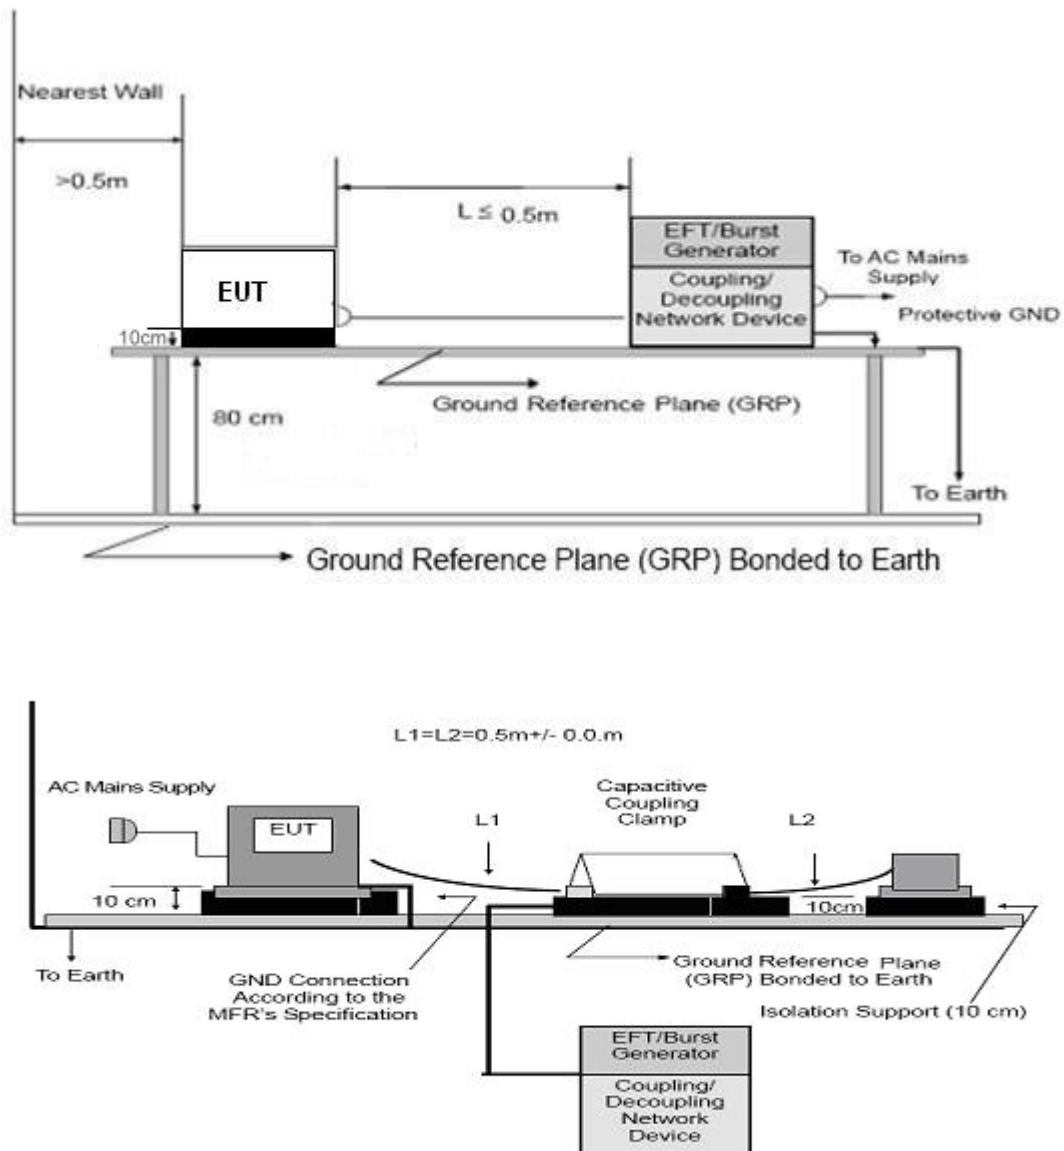 Nearest Wall
>0.5m
L ≤ 0.5m
EFT/Burst
Generator
To AC Mains
Supply
EUT
Coupling/
Decoupling
Network Device
Protective GND
10cm
Ground Reference Plane (GRP)
80 cm
To Earth
Ground Reference Plane (GRP) Bonded to Earth
L1=L2=0.5m+/- 0.0.m
AC Mains Supply
Capacitive
Coupling
Clamp
EUT
L1
L2
10 cm
10cm
To Earth
GND Connection
According to the
MFR's Specification
Ground Reference Plane
(GRP) Bonded to Earth
Isolation Support (10 cm)
EFT/Burst
Generator
Coupling/
Decoupling
Network
Device